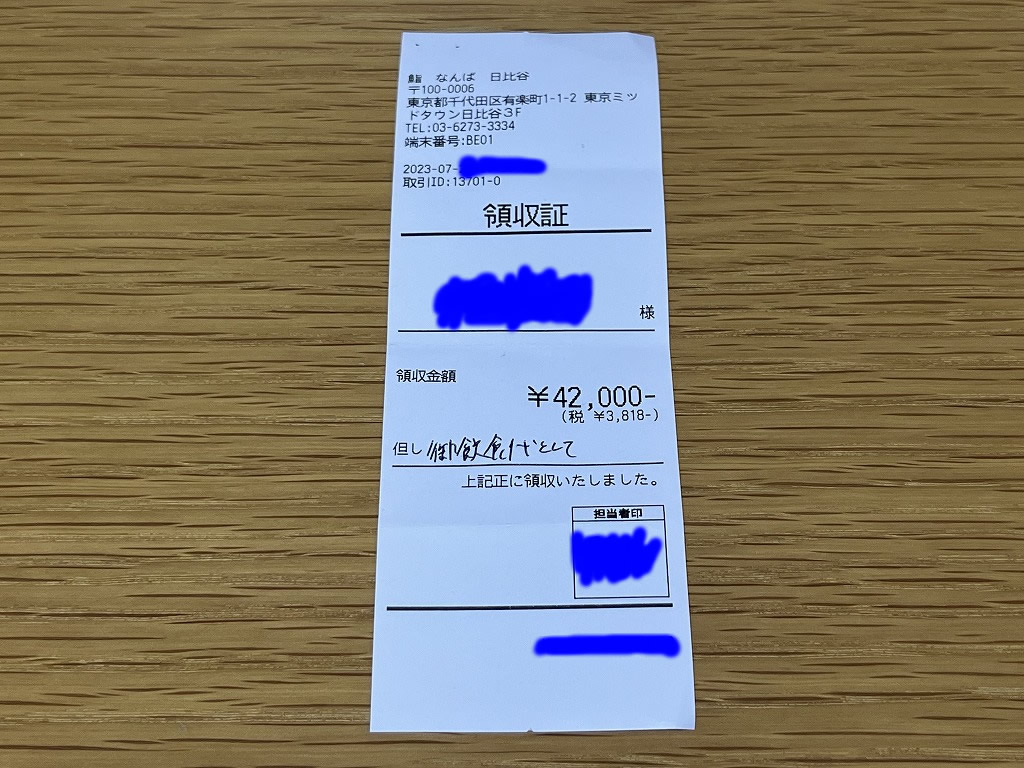 鮨 なんば 日比谷
〒100-0006
東京都千代田区有楽町1-1-2 東京ミッ
ドタウン日比谷3F
TEL:03-6273-3334
端末番号:BE01
2023-07-
取引ID:13701-0
領収証
様
領収金額
¥42,000-
(税 ¥3,818-)
但し 御飲食代として
上記正に領収いたしました。
担当者印